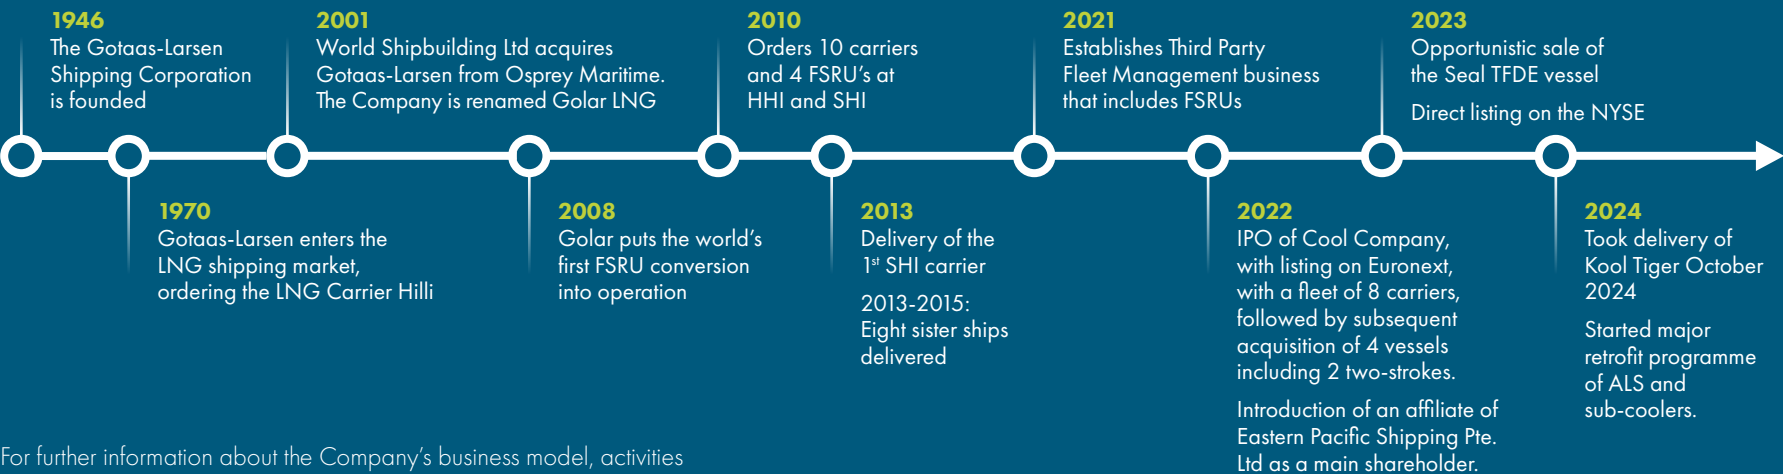 1946
The Gotaas-Larsen
Shipping Corporation
is founded
1970
Gotaas-Larsen enters the
LNG shipping market,
ordering the LNG Carrier Hilli
2001
World Shipbuilding Ltd acquires
Gotaas-Larsen from Osprey Maritime.
The Company is renamed Golar LNG
2008
Golar puts the world's
first FSRU conversion
into operation
2010
Orders 10 carriers
and 4 FSRU's at
HHI and SHI
2013
Delivery of the
1st SHI carrier
2013-2015:
Eight sister ships
delivered
2021
Establishes Third Party
Fleet Management business
that includes FSRUs
2022
IPO of Cool Company,
with listing on Euronext,
with a fleet of 8 carriers,
followed by subsequent
acquisition of 4 vessels
including 2 two-strokes.
Introduction of an affiliate of
Eastern Pacific Shipping Pte.
Ltd as a main shareholder.
2023
Opportunistic sale of
the Seal TFDE vessel
Direct listing on the NYSE
2024
Took delivery of
Kool Tiger October
2024
Started major
retrofit programme
of ALS and
sub-coolers.
For further information about the Company's business model, activities